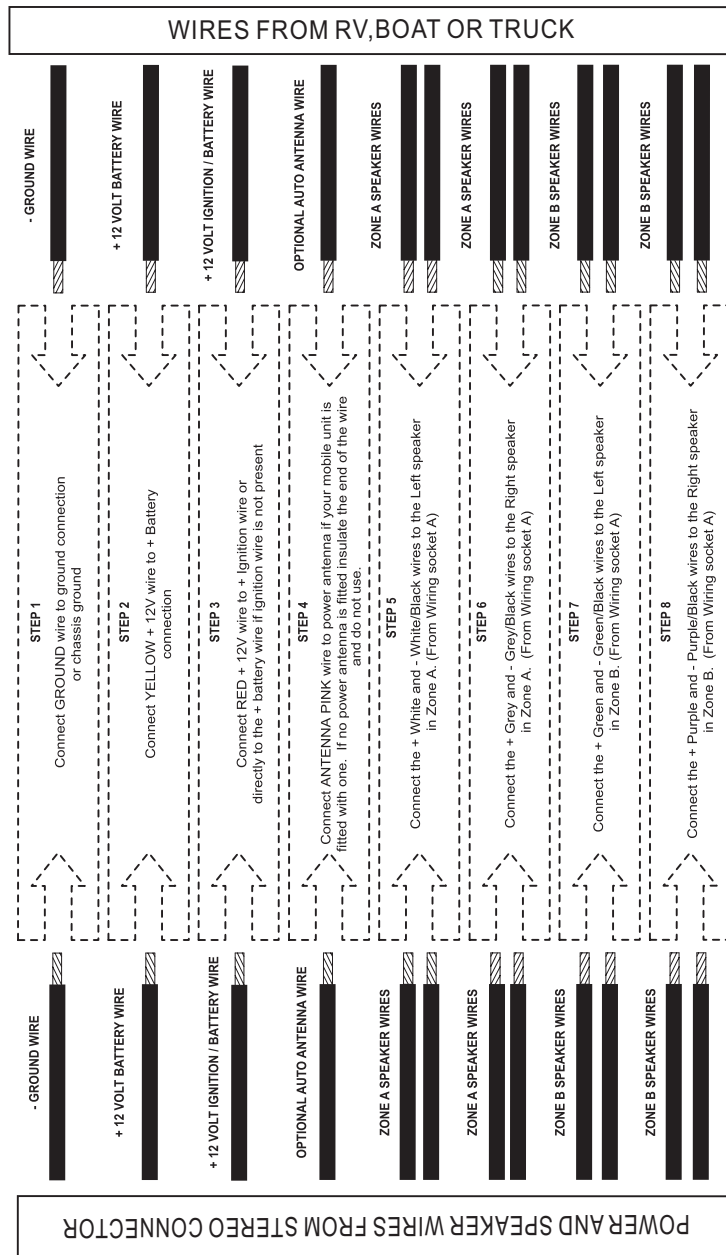 WIRES FROM RV,BOAT OR TRUCK
- GROUND WIRE
+ 12 VOLT BATTERY WIRE
+ 12 VOLT IGNITION / BATTERY WIRE
OPTIONAL AUTO ANTENNA WIRE
ZONE A SPEAKER WIRES
ZONE A SPEAKER WIRES
ZONE B SPEAKER WIRES
ZONE B SPEAKER WIRES
STEP 1
Connect GROUND wire to ground connection
or chassis ground
STEP 2
Connect YELLOW + 12V wire to + Battery
connection
STEP 3
Connect RED + 12V wire to + Ignition wire or
directly to the + battery wire if ignition wire is not present
STEP 4
Connect ANTENNA PINK wire to power antenna if your mobile unit is
fitted with one. If no power antenna is fitted insulate the end of the wire
and do not use.
STEP 5
Connect the + White and - White/Black wires to the Left speaker
in Zone A. (From Wiring socket A)
STEP 6
Connect the + Grey and - Grey/Black wires to the Right speaker
in Zone A. (From Wiring socket A)
STEP 7
Connect the + Green and - Green/Black wires to the Left speaker
in Zone B. (From Wiring socket A)
STEP 8
Connect the + Purple and - Purple/Black wires to the Right speaker
in Zone B. (From Wiring socket A)
- GROUND WIRE
+ 12 VOLT BATTERY WIRE
+ 12 VOLT IGNITION / BATTERY WIRE
OPTIONAL AUTO ANTENNA WIRE
ZONE A SPEAKER WIRES
ZONE A SPEAKER WIRES
ZONE B SPEAKER WIRES
ZONE B SPEAKER WIRES
POWER AND SPEAKER WIRES FROM STEREO CONNECTOR